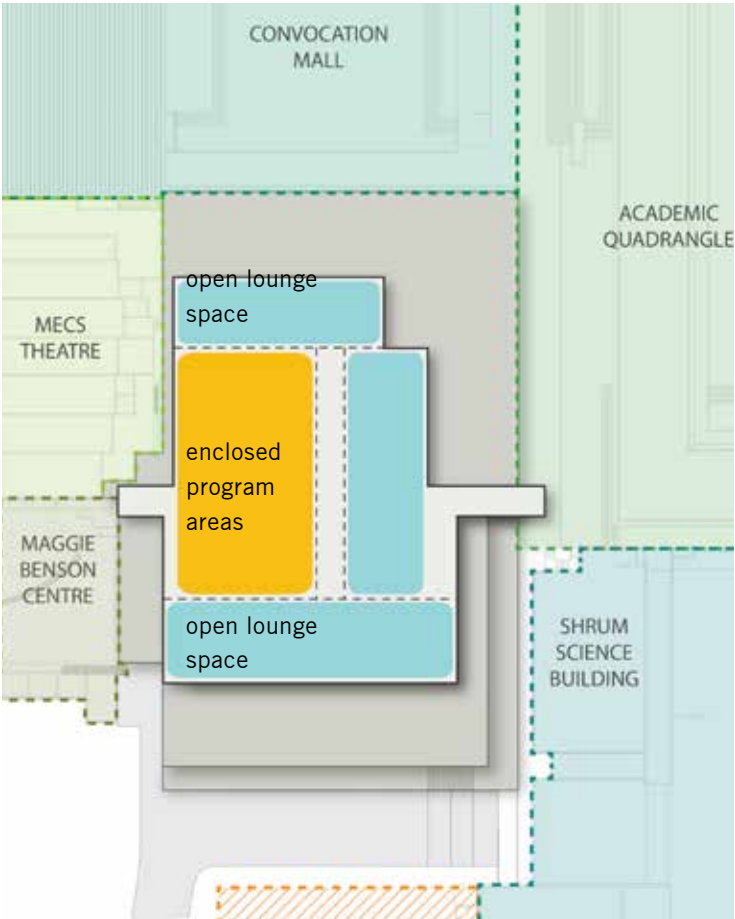 CONVOCATION
MALL
ACADEMIC
QUADRANGLE
open lounge
space
MECS
THEATRE
enclosed
program
areas
MAGGIE
BENSON
CENTRE
open lounge
space
SHRUM
SCIENCE
BUILDING